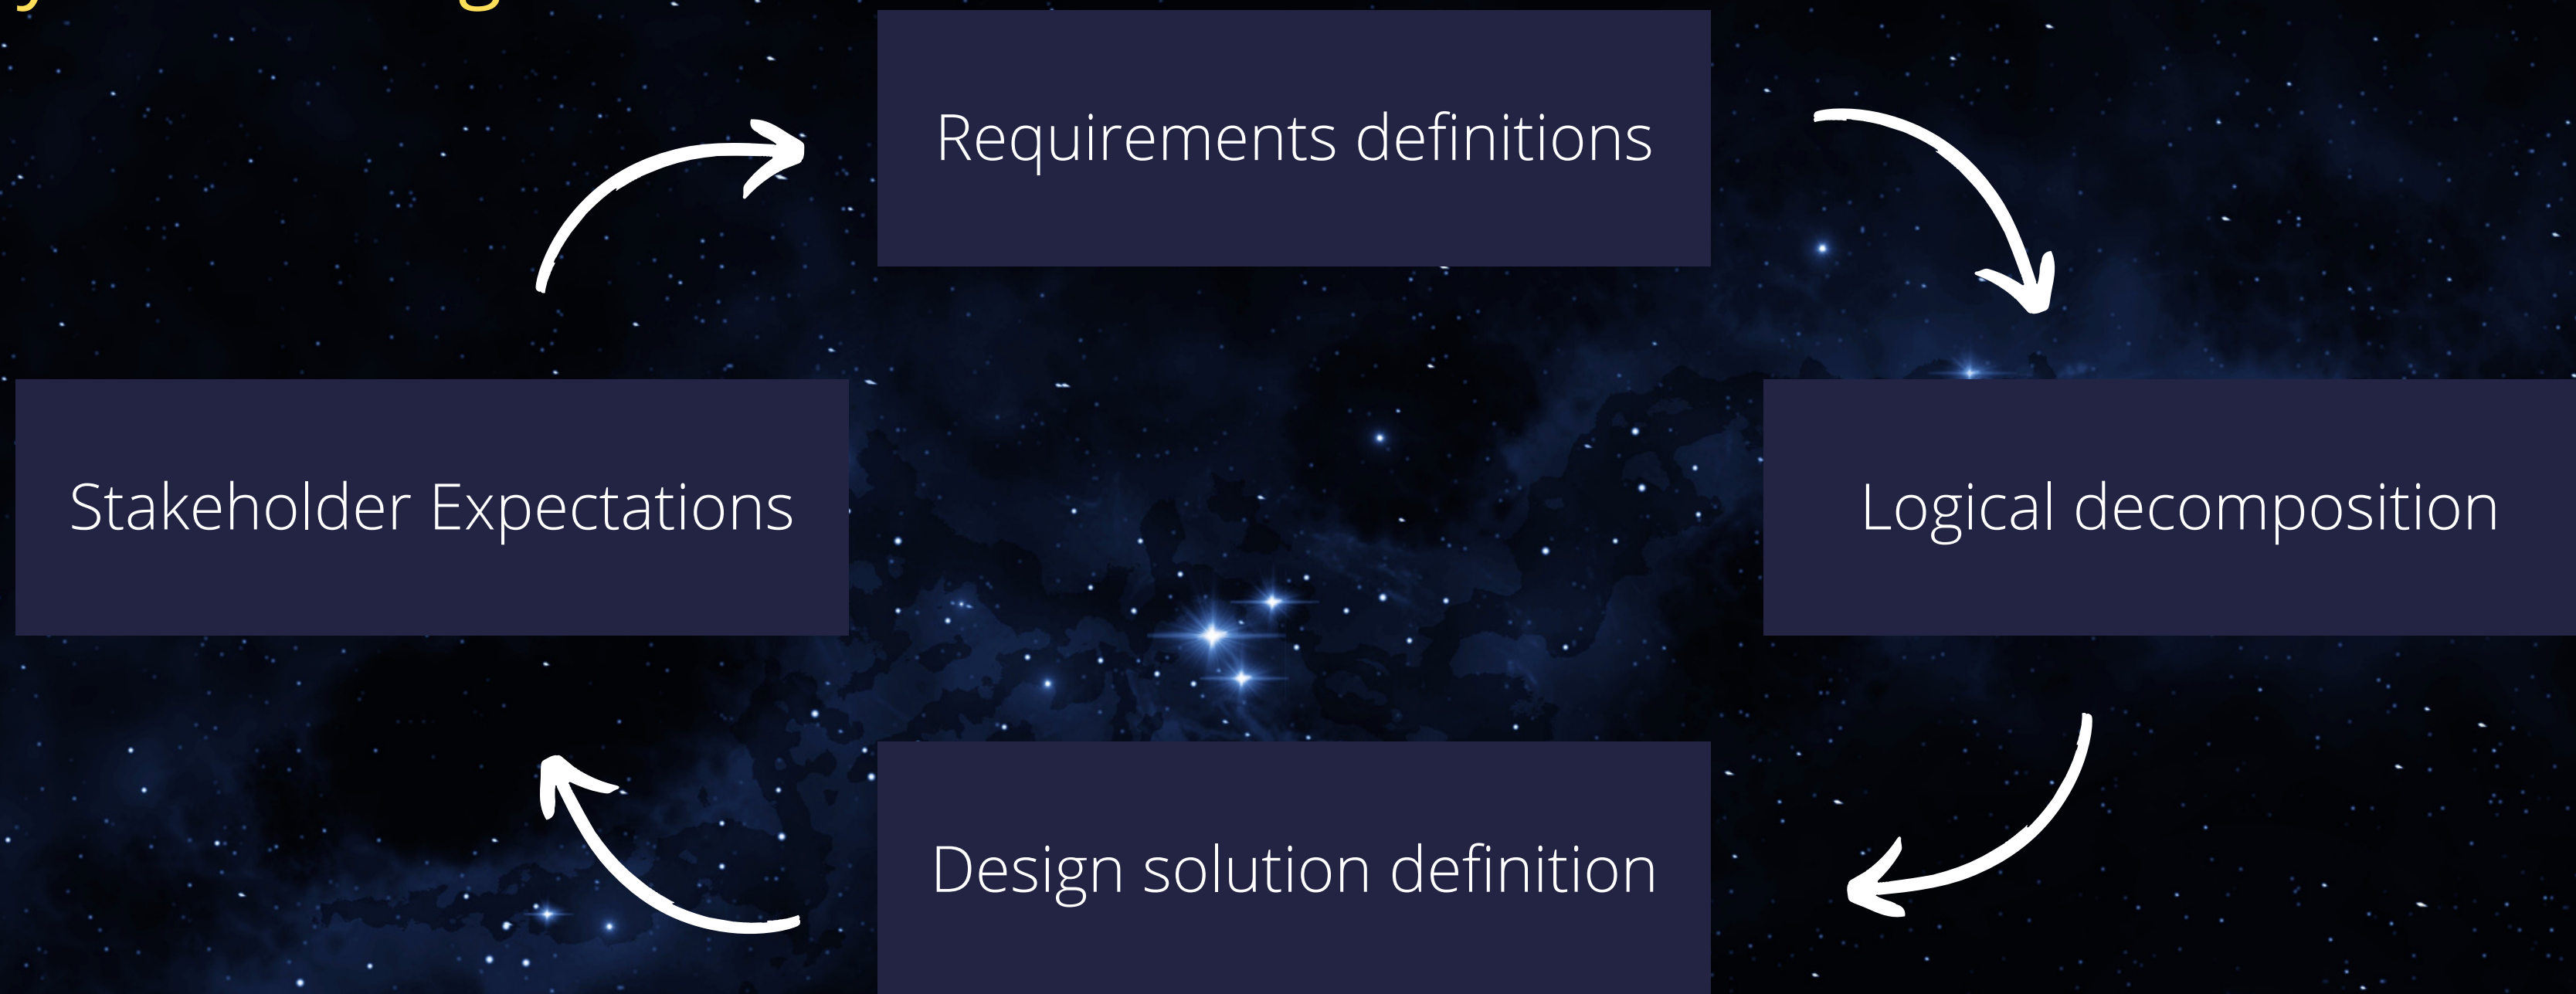 Requirements definitions
Stakeholder Expectations
Logical decomposition
Design solution definition